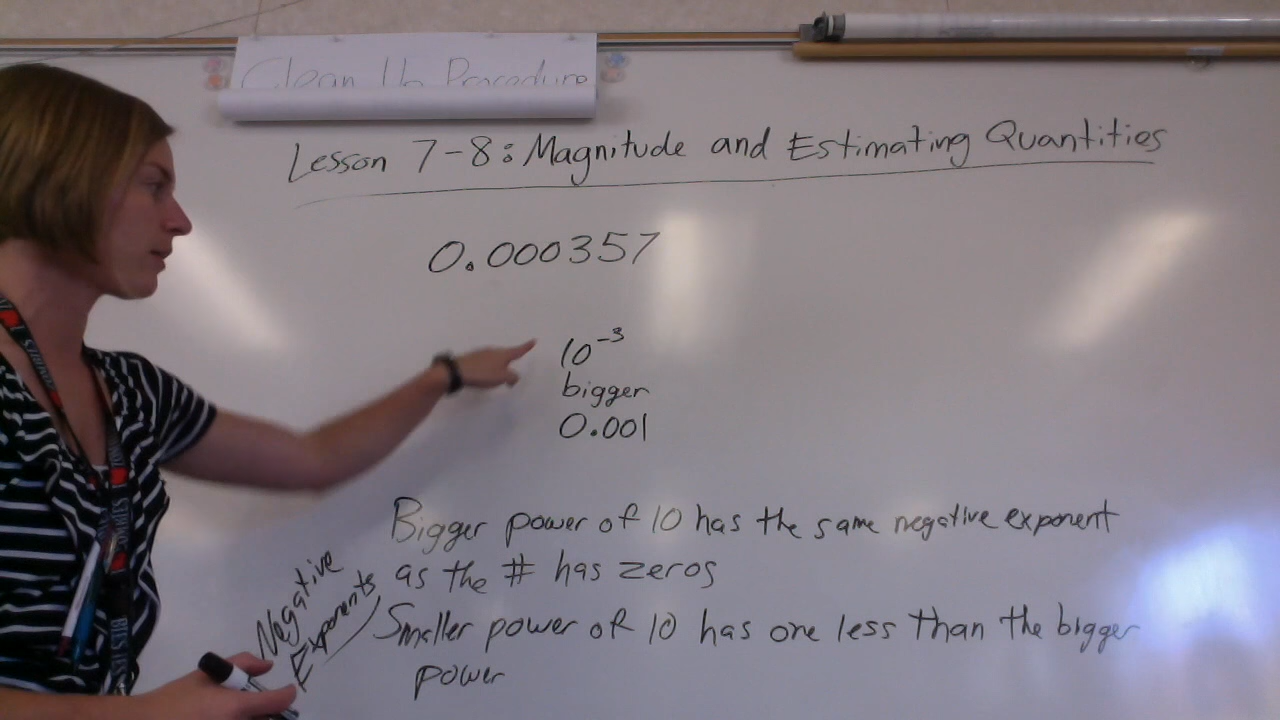 Clean Up Procedure
Lesson 7-8: Magnitude and Estimating Quantities
0.000357
10⁻³
bigger
0.001
Bigger power of 10 has the same negative exponent
as the # has zeros
Negative
Exponents
Smaller power of 10 has one less than the bigger
power